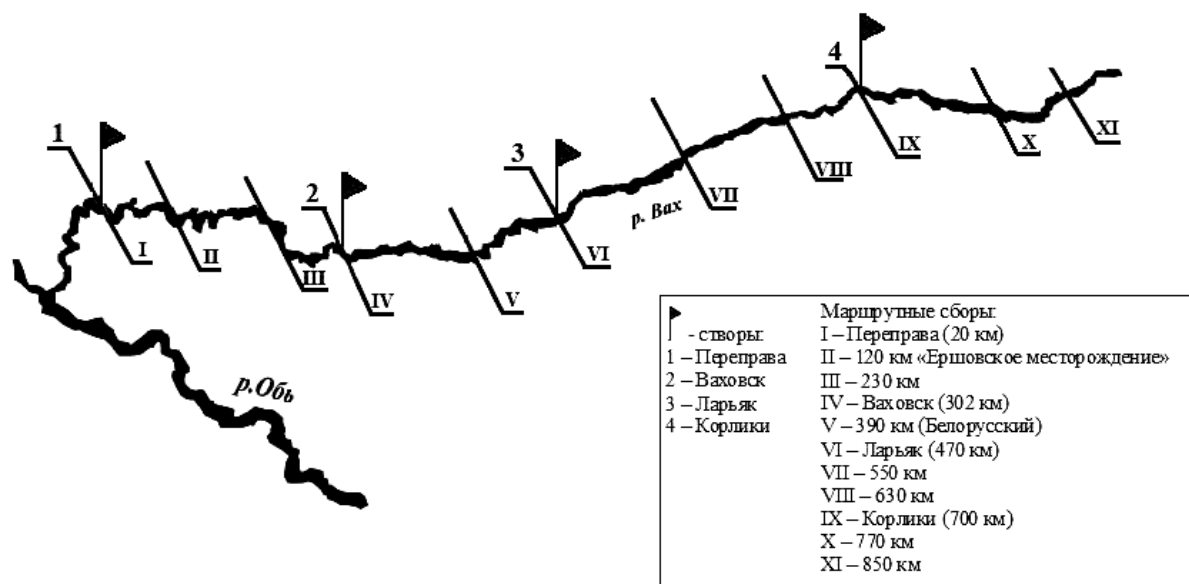 4
1
3
XI
2
IX
X
VIII
VII
р. Вах
I
II
VI
III
IV
V
р.Обь
Маршрутные сборы:
- створы:
I – Переправа (20 км)
1 – Переправа
II – 120 км «Ершовское месторождение»
2 – Ваховск
III – 230 км
3 – Ларьяк
IV – Ваховск (302 км)
4 – Корлики
V – 390 км (Белорусский)
VI – Ларьяк (470 км)
VII – 550 км
VIII – 630 км
IX – Корлики (700 км)
X – 770 км
XI – 850 км